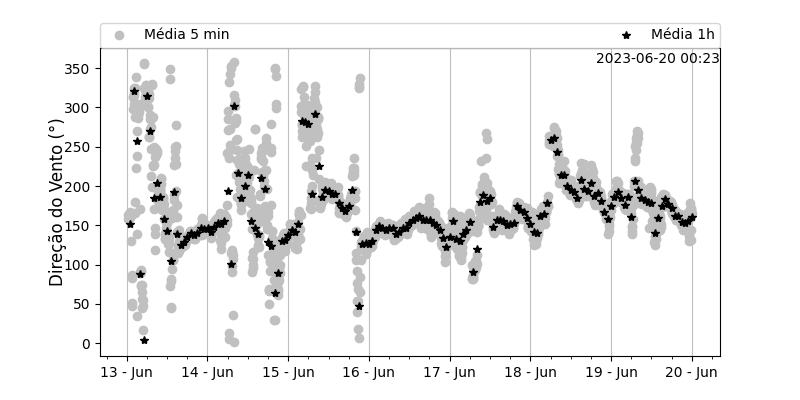 Média 5 min
Média 1h
2023-06-20 00:23
Direção do Vento (°)
350
300
250
200
150
100
50
0
13 - Jun
14 - Jun
15 - Jun
16 - Jun
17 - Jun
18 - Jun
19 - Jun
20 - Jun